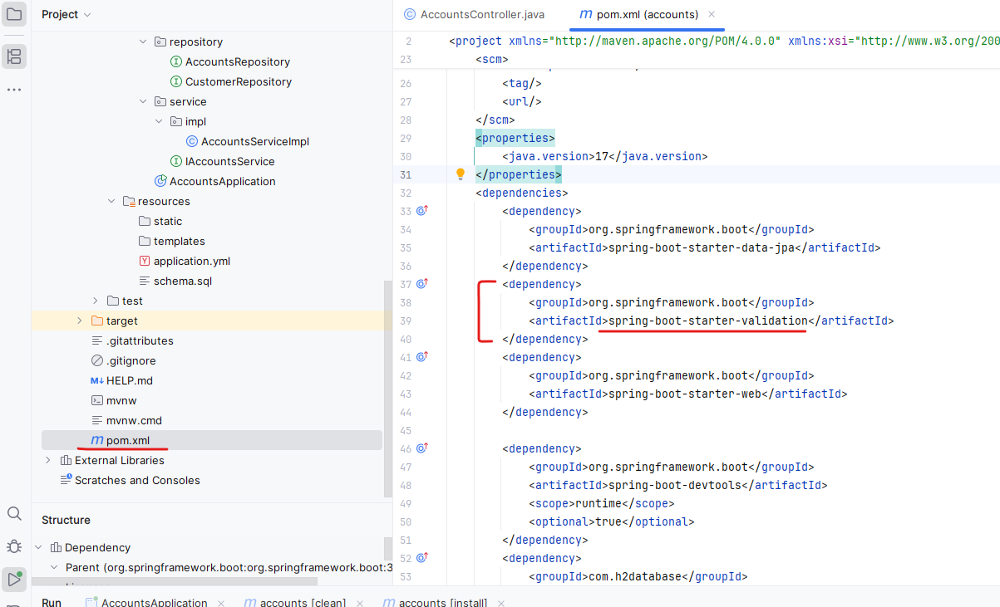 Project
repository
AccountsRepository
CustomerRepository
service
impl
AccountsServiceImpl
IAccountsService
AccountsApplication
resources
static
templates
application.yml
schema.sql
test
target
.gitattributes
.gitignore
HELP.md
mvnw
mvnw.cmd
pom.xml
External Libraries
Scratches and Consoles
Structure
Dependency
Parent (org.springframework.boot:org.springframework.boot:3
AccountsController.java
pom.xml (accounts)
2 <project xmlns="http://maven.apache.org/POM/4.0.0" xmlns:xsi="http://www.w3.org/200
23 <scm>
26 <tag/>
27 <url/>
28 </scm>
29 <properties>
30 <java.version>17</java.version>
31 </properties>
32 <dependencies>
33 <dependency>
34 <groupId>org.springframework.boot</groupId>
35 <artifactId>spring-boot-starter-data-jpa</artifactId>
36 </dependency>
37 <dependency>
38 <groupId>org.springframework.boot</groupId>
39 <artifactId>spring-boot-starter-validation</artifactId>
40 </dependency>
41 <dependency>
42 <groupId>org.springframework.boot</groupId>
43 <artifactId>spring-boot-starter-web</artifactId>
44 </dependency>
45
46 <dependency>
47 <groupId>org.springframework.boot</groupId>
48 <artifactId>spring-boot-devtools</artifactId>
49 <scope>runtime</scope>
50 <optional>true</optional>
51 </dependency>
52 <dependency>
53 <groupId>com.h2database</groupId>
Run AccountsApplication accounts [clean] accounts [install]